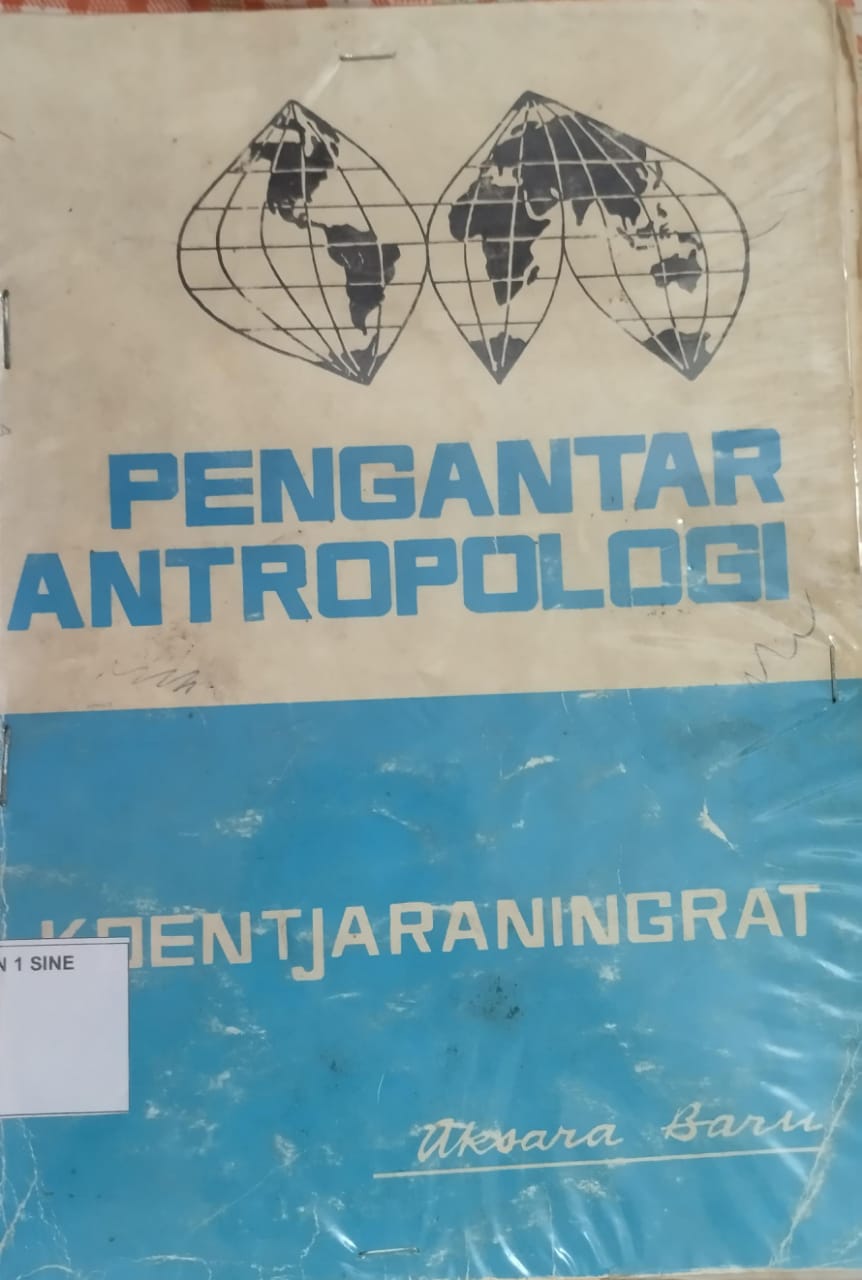 PENGANTAR
ANTROPOLOGI
KOENTJARANINGRAT
N 1 SINE
Aksara Baru